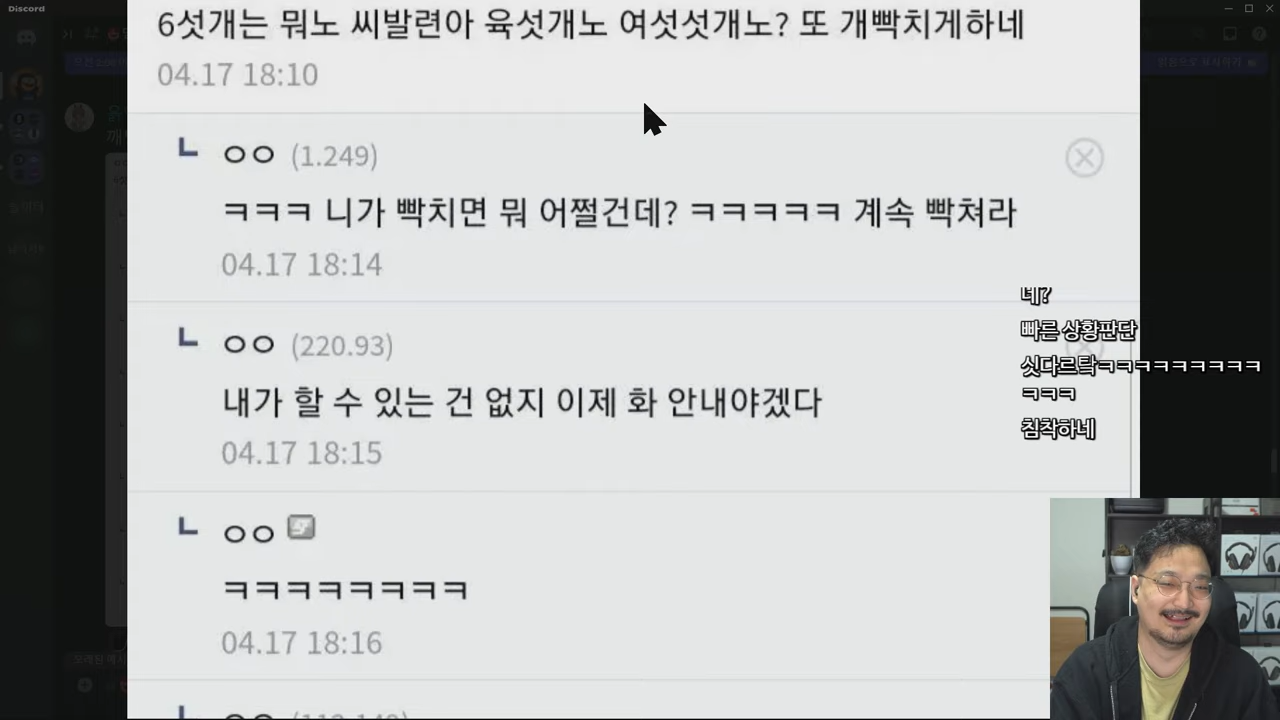 Discord
6섯개는 뭐노 씨발련아 육섯개노 여섯섯개노? 또 개빡치게하네
04.17 18:10
ㄴ ㅇㅇ (1.249)
ㅋㅋㅋ 니가 빡치면 뭐 어쩔건데? ㅋㅋㅋㅋㅋ 계속 빡쳐라
04.17 18:14
네?
빠른 상황판단
싯다르탘ㅋㅋㅋㅋㅋㅋㅋㅋㅋㅋ
ㅋㅋㅋ
침착하네
ㄴ ㅇㅇ (220.93)
내가 할 수 있는 건 없지 이제 화 안내야겠다
04.17 18:15
ㄴ ㅇㅇ
ㅋㅋㅋㅋㅋㅋㅋㅋ
04.17 18:16